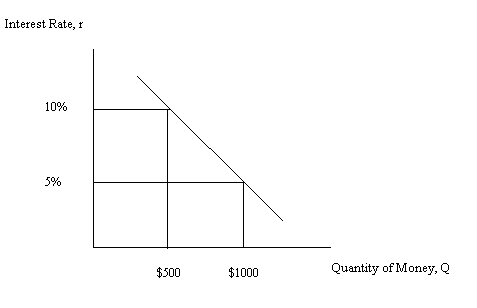 Interest Rate, r
10%
5%
$500
$1000
Quantity of Money, Q